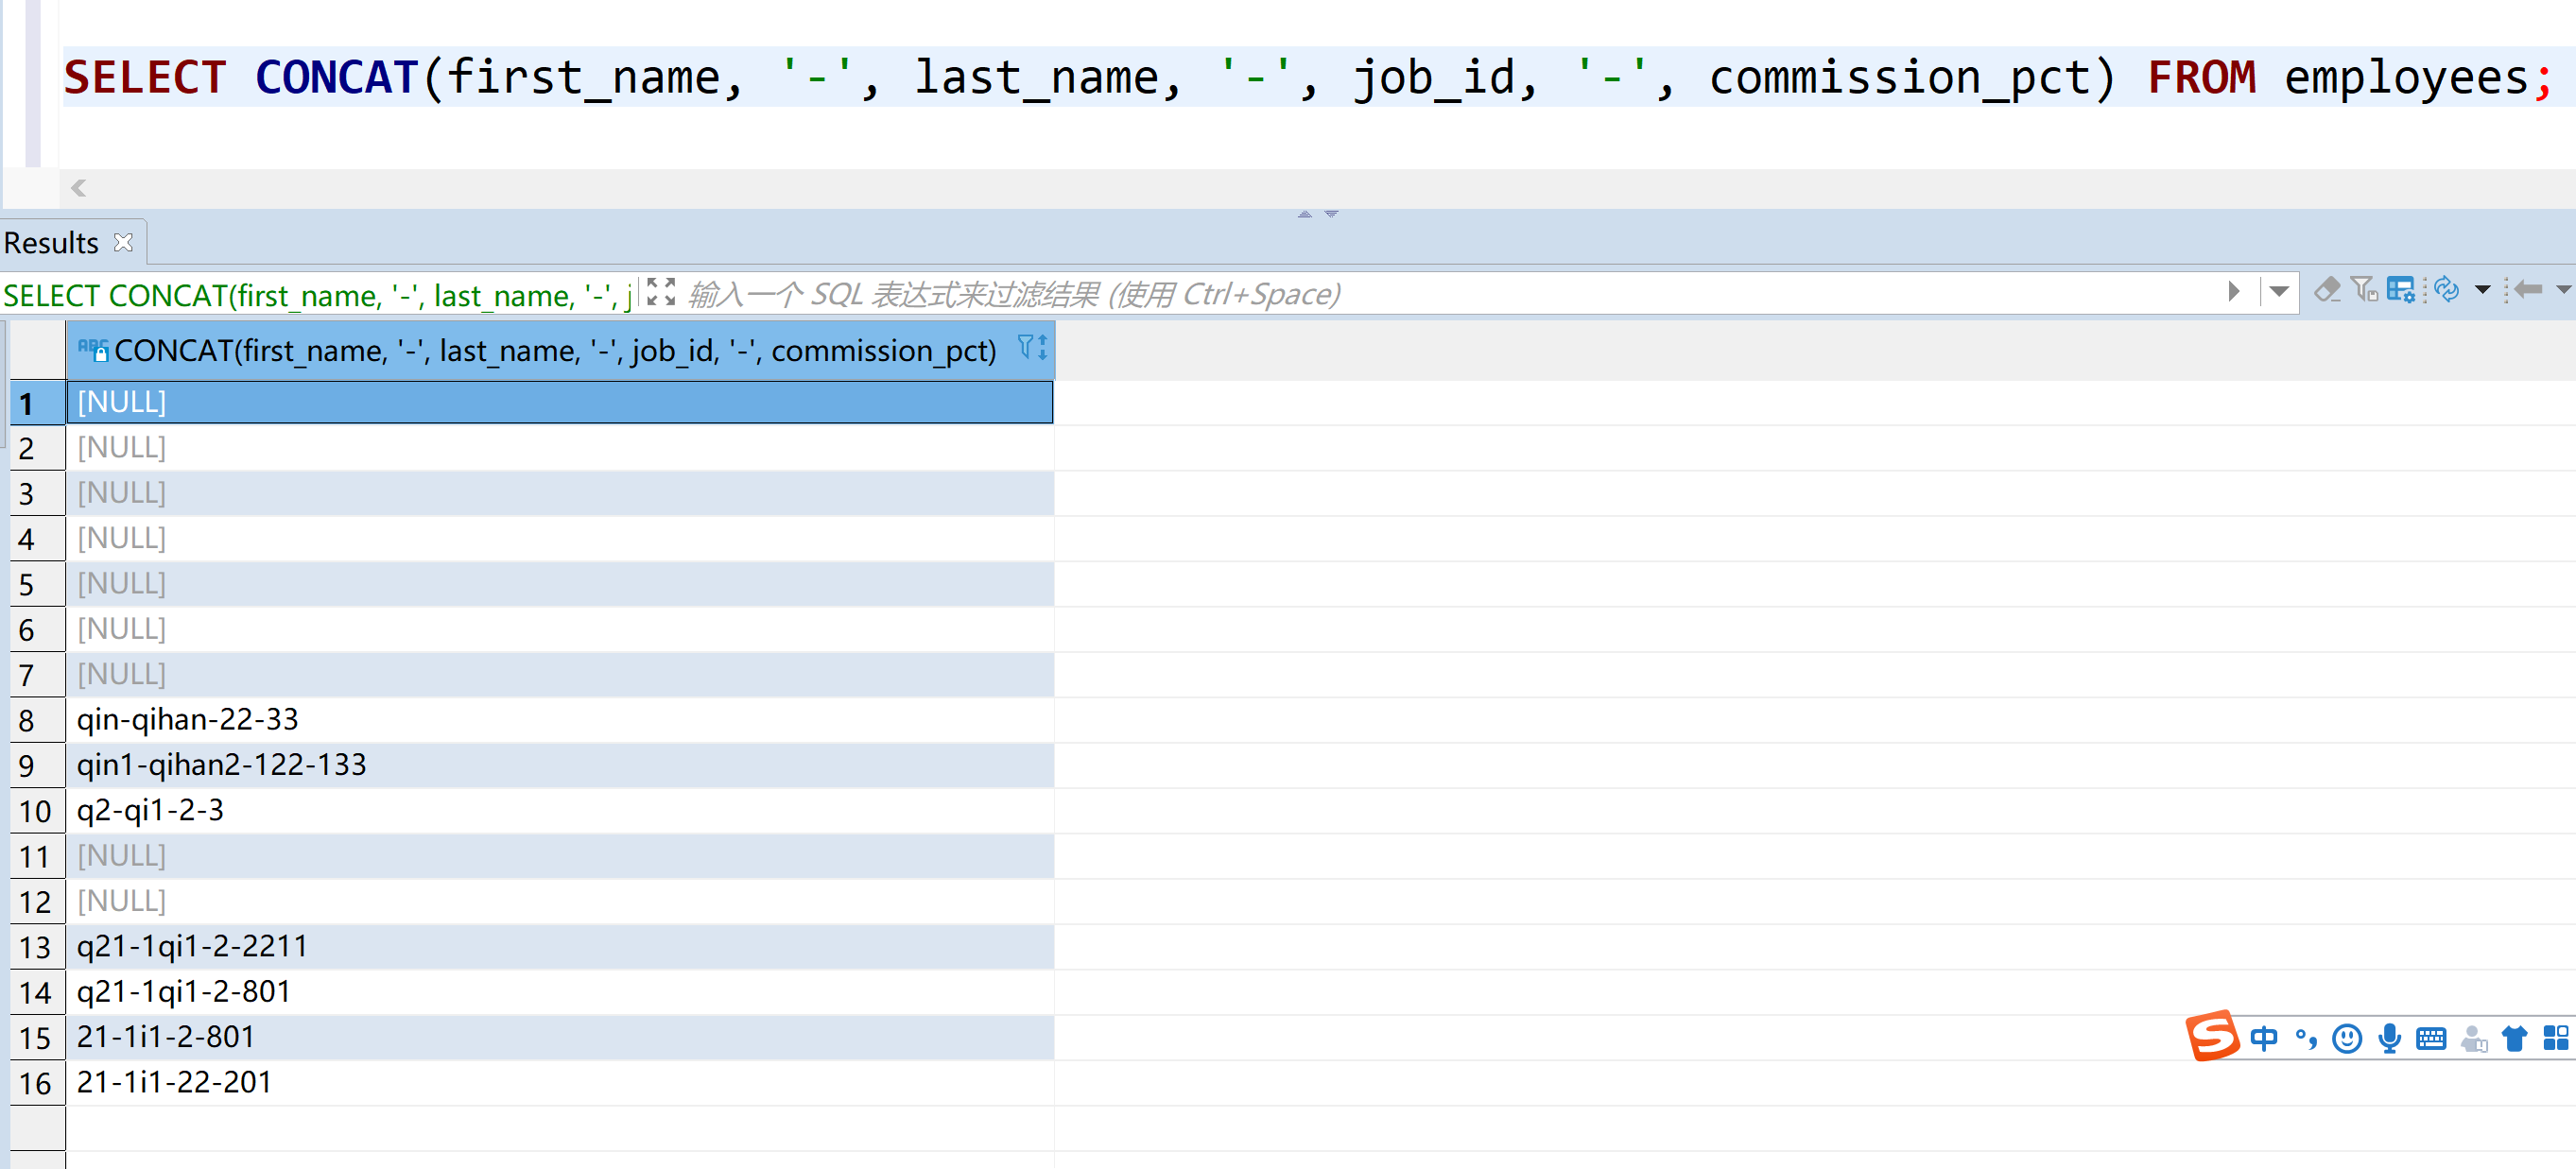 SELECT CONCAT(first_name, '-', last_name, '-', job_id, '-', commission_pct) FROM employees;
Results
SELECT CONCAT(first_name, '-', last_name, '-', j
输入一个 SQL 表达式来过滤结果 (使用 Ctrl+Space)
ABC CONCAT(first_name, '-', last_name, '-', job_id, '-', commission_pct)
1 [NULL]
2 [NULL]
3 [NULL]
4 [NULL]
5 [NULL]
6 [NULL]
7 [NULL]
8 qin-qihan-22-33
9 qin1-qihan2-122-133
10 q2-qi1-2-3
11 [NULL]
12 [NULL]
13 q21-1qi1-2-2211
14 q21-1qi1-2-801
15 21-1i1-2-801
S 中 °,
16 21-1i1-22-201